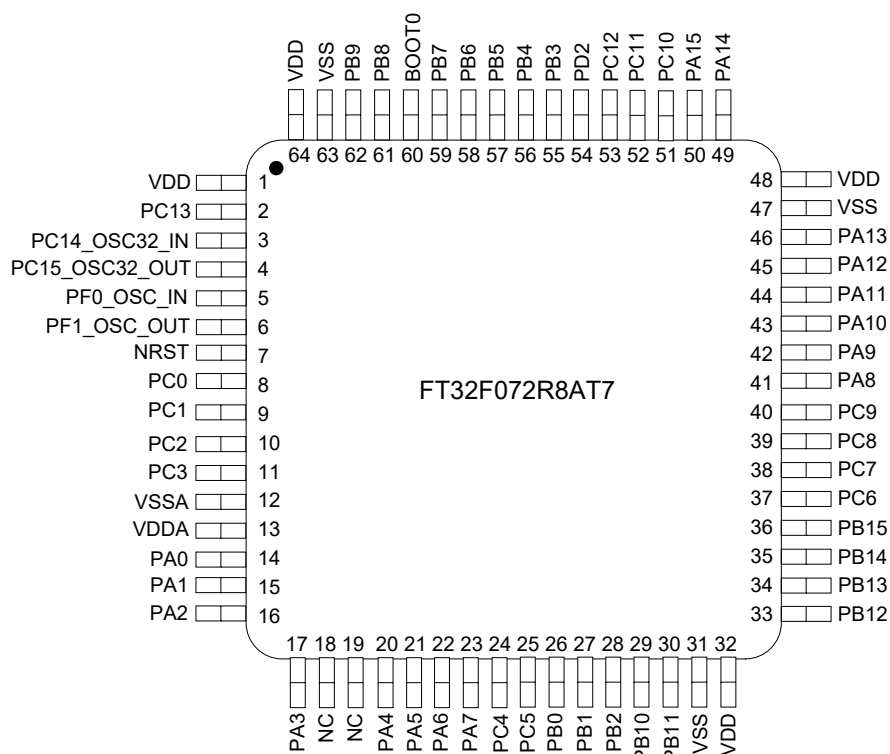 VDD VSS PB9 PB8 BOOT0 PB7 PB6 PB5 PB4 PB3 PD2 PC12 PC11 PC10 PA15 PA14
64 63 62 61 60 59 58 57 56 55 54 53 52 51 50 49
VDD 1
PC13 2
PC14_OSC32_IN 3
PC15_OSC32_OUT 4
PF0_OSC_IN 5
PF1_OSC_OUT 6
NRST 7
PC0 8
PC1 9
PC2 10
PC3 11
VSSA 12
VDDA 13
PA0 14
PA1 15
PA2 16
FT32F072R8AT7
48 VDD
47 VSS
46 PA13
45 PA12
44 PA11
43 PA10
42 PA9
41 PA8
40 PC9
39 PC8
38 PC7
37 PC6
36 PB15
35 PB14
34 PB13
33 PB12
17 18 19 20 21 22 23 24 25 26 27 28 29 30 31 32
PA3 NC NC PA4 PA5 PA6 PA7 PC4 PC5 PB0 PB1 PB2 PB10 PB11 VSS VDD